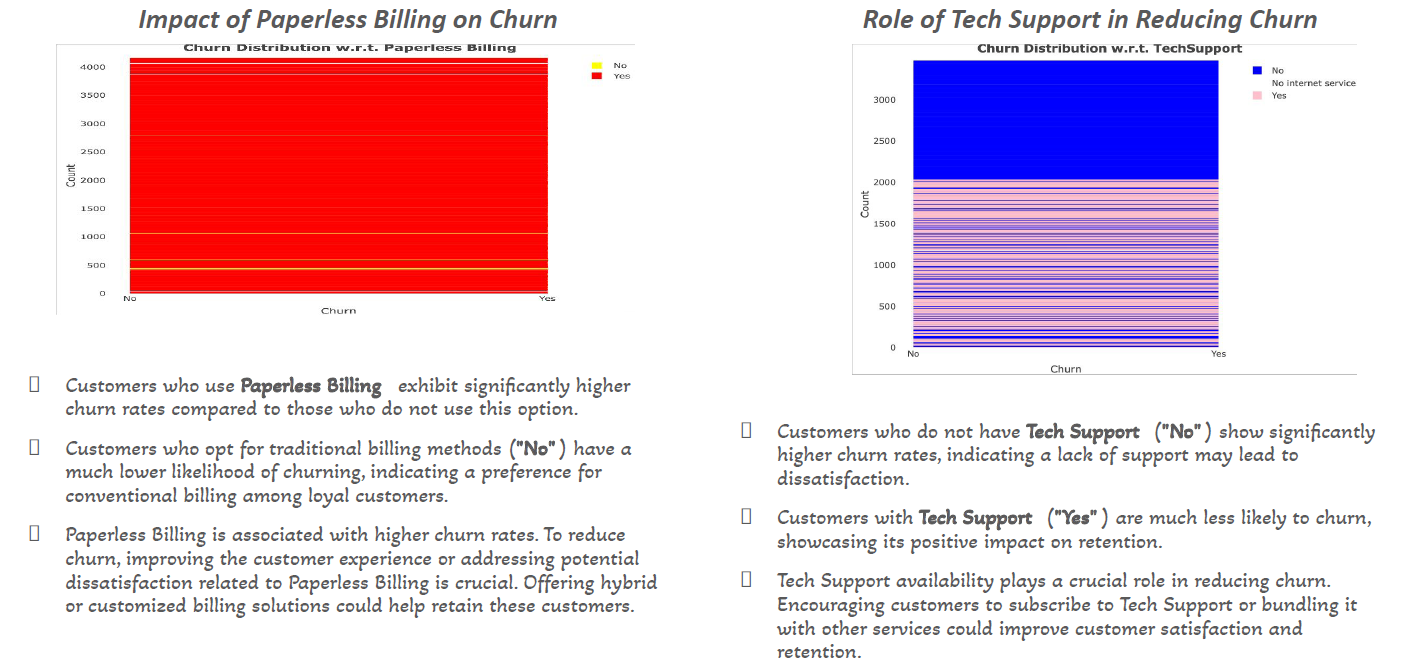 Impact of Paperless Billing on Churn
Churn Distribution w.r.t. Paperless Billing
No
Yes
4000
3500
3000
2500
2000
1500
1000
500
0
Count
No
Yes
Churn
Customers who use Paperless Billing exhibit significantly higher
churn rates compared to those who do not use this option.
Customers who opt for traditional billing methods ("No") have a
much lower likelihood of churning, indicating a preference for
conventional billing among loyal customers.
Paperless Billing is associated with higher churn rates. To reduce
churn, improving the customer experience or addressing potential
dissatisfaction related to Paperless Billing is crucial. Offering hybrid
or customized billing solutions could help retain these customers.
Role of Tech Support in Reducing Churn
Churn Distribution w.r.t. TechSupport
No
No internet service
Yes
3000
2500
2000
1500
1000
500
0
Count
No
Yes
Churn
Customers who do not have Tech Support ("No") show significantly
higher churn rates, indicating a lack of support may lead to
dissatisfaction.
Customers with Tech Support ("Yes") are much less likely to churn,
showcasing its positive impact on retention.
Tech Support availability plays a crucial role in reducing churn.
Encouraging customers to subscribe to Tech Support or bundling it
with other services could improve customer satisfaction and
retention.